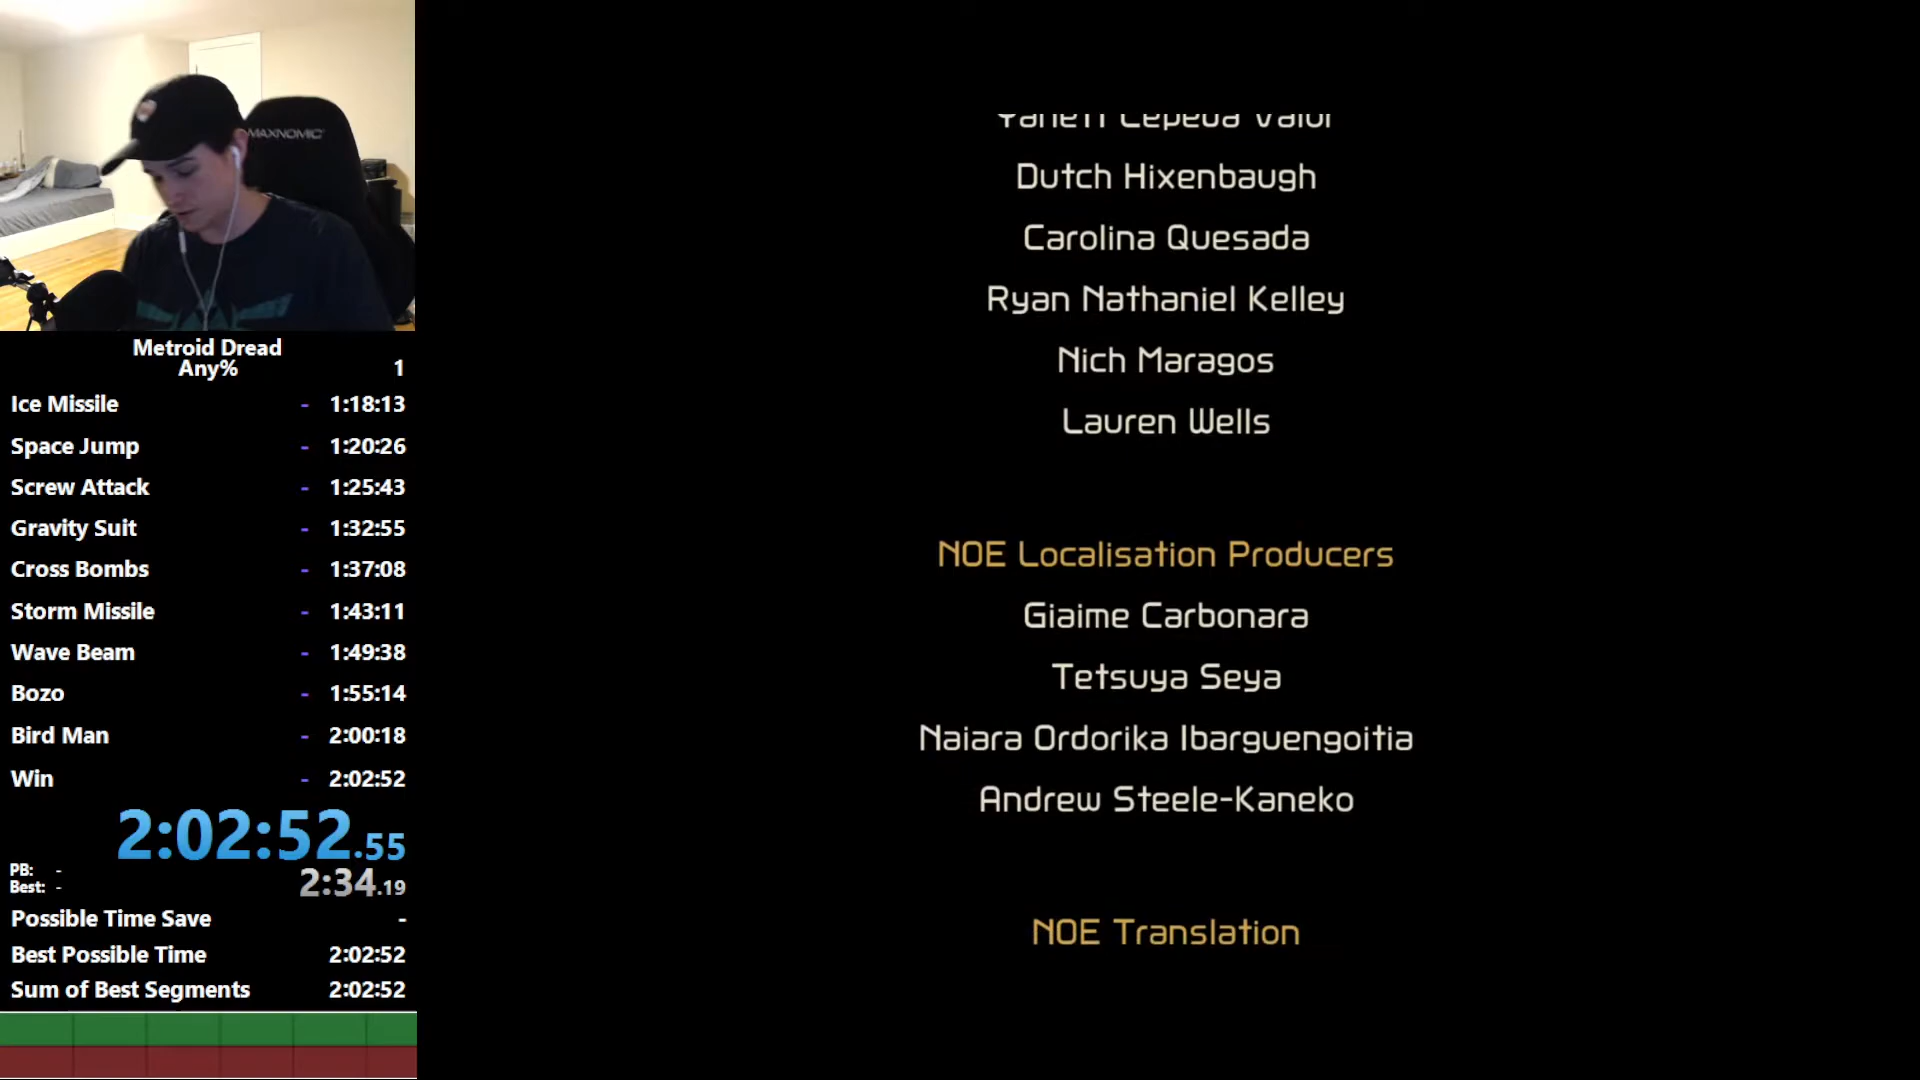 MAXNOMIC
Metroid Dread
Any% 1
Ice Missile - 1:18:13
Space Jump - 1:20:26
Screw Attack - 1:25:43
Gravity Suit - 1:32:55
Cross Bombs - 1:37:08
Storm Missile - 1:43:11
Wave Beam - 1:49:38
Bozo - 1:55:14
Bird Man - 2:00:18
Win - 2:02:52
2:02:52.55
PB: -
Best: -
2:34.19
Possible Time Save -
Best Possible Time 2:02:52
Sum of Best Segments 2:02:52
Dutch Hixenbaugh
Carolina Quesada
Ryan Nathaniel Kelley
Nich Maragos
Lauren Wells
NOE Localisation Producers
Giaime Carbonara
Tetsuya Seya
Naiara Ordorika Ibarguengoitia
Andrew Steele-Kaneko
NOE Translation